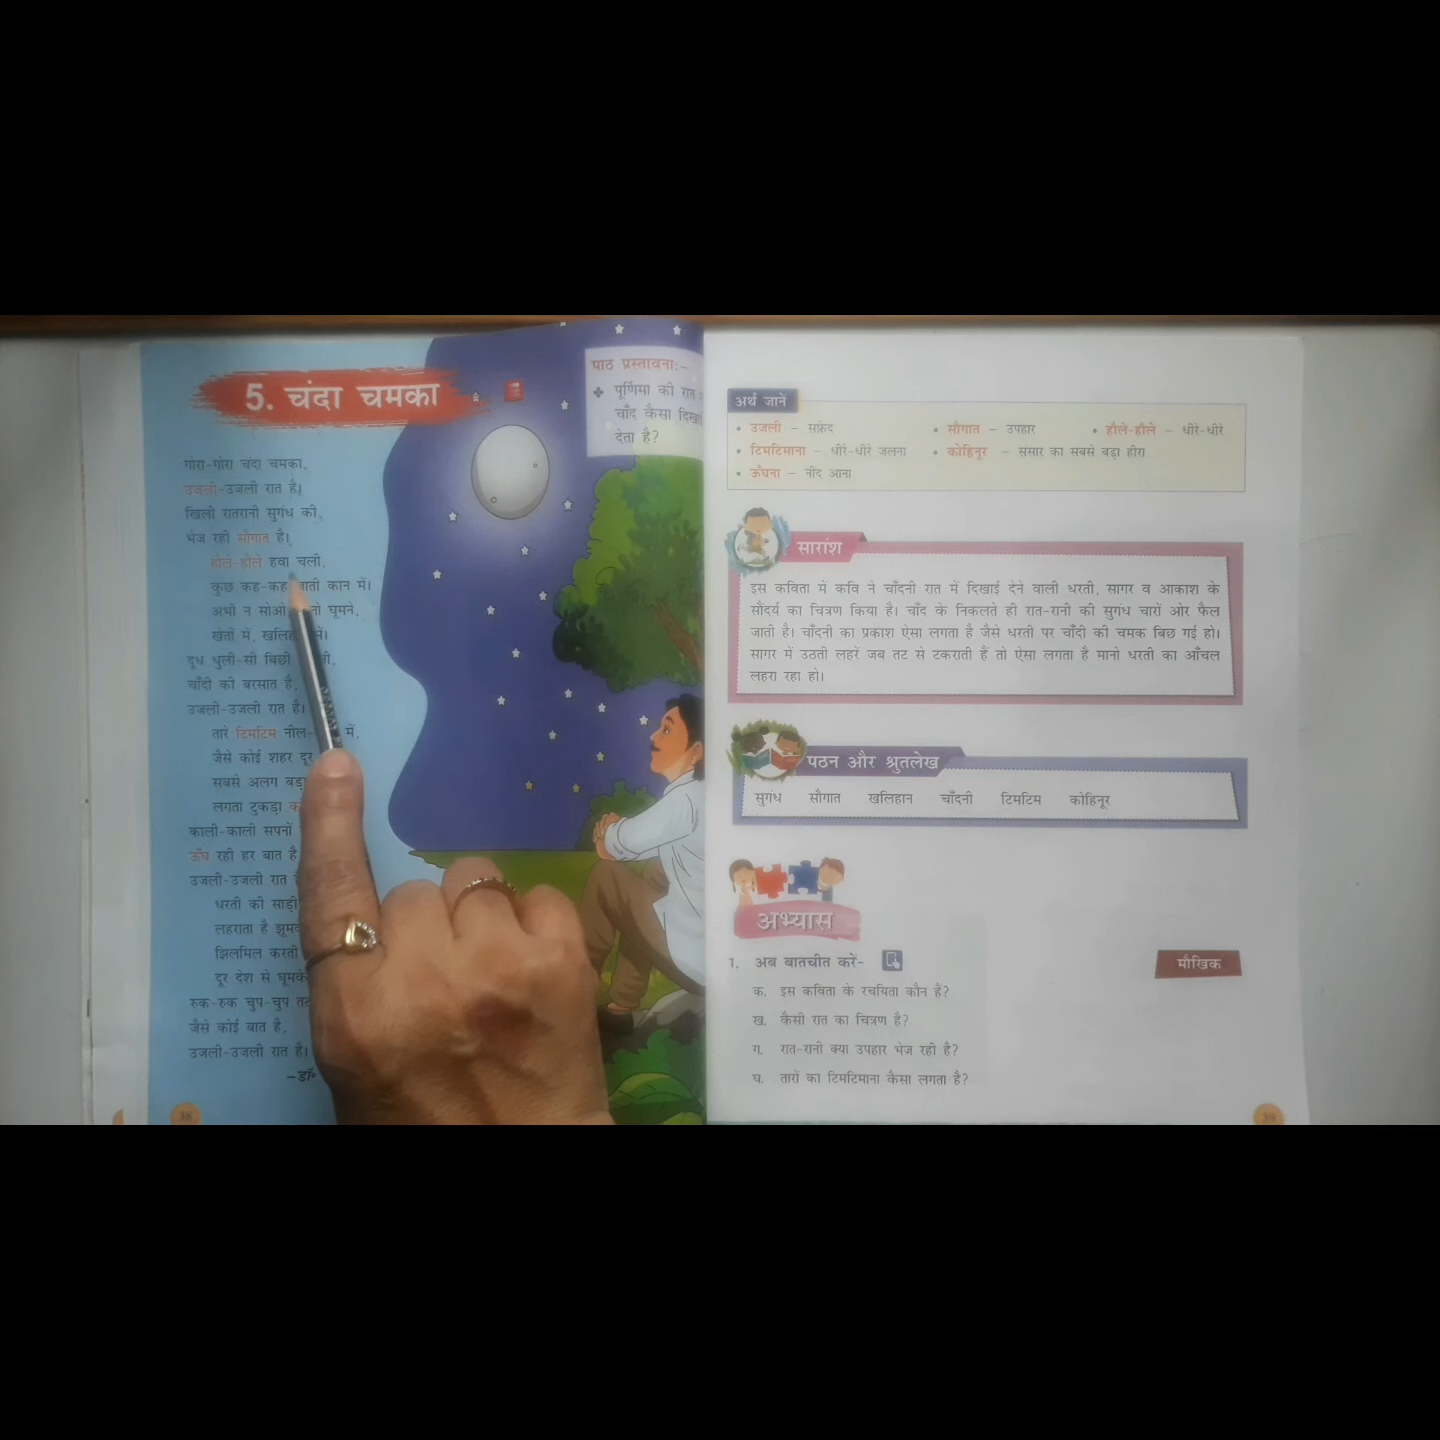 5. चंदा चमका
पाठ प्रस्तावना:–
पूर्णिमा की रात
चाँद कैसा दिखाई
देता है?
गोरा-गोरा चंदा चमका,
उजली-उजली रात है।
खिली रातरानी सुगंध की,
भेज रही सौगात है।
हौले-हौले हवा चली,
कुछ कह-कह जाती कान में।
अभी न सोओ घूमने,
खेतों में, खलिहा में।
दूध धुली-सी बिछी
चाँदी की बरसात है,
उजली-उजली रात है।
तारे टिमटिम नील- में,
जैसे कोई शहर दूर
सबसे अलग बड़ा
लगता टुकड़ा
काली-काली सपनों
ऊँघ रही हर बात है
उजली-उजली रात
धरती की साड़ी
लहराता है झूमके
झिलमिल करती
दूर देश से घूमके
रुक-रुक चुप-चुप तट
जैसे कोई बात है,
उजली-उजली रात है।
–डॉ॰
38
अर्थ जानें
• उजली – सफ़ेद • सौगात – उपहार • हौले-हौले – धीरे-धीरे
• टिमटिमाना – धीरे-धीरे जलना • कोहिनूर – संसार का सबसे बड़ा हीरा
• ऊँघना – नींद आना
सारांश
इस कविता में कवि ने चाँदनी रात में दिखाई देने वाली धरती, सागर व आकाश के
सौंदर्य का चित्रण किया है। चाँद के निकलते ही रात-रानी की सुगंध चारों ओर फैल
जाती है। चाँदनी का प्रकाश ऐसा लगता है जैसे धरती पर चाँदी की चमक बिछ गई हो।
सागर में उठती लहरें जब तट से टकराती हैं तो ऐसा लगता है मानो धरती का आँचल
लहरा रहा हो।
पठन और श्रुतलेख
सुगंध सौगात खलिहान चाँदनी टिमटिम कोहिनूर
अभ्यास
1. अब बातचीत करें-
मौखिक
क. इस कविता के रचयिता कौन हैं?
ख. कैसी रात का चित्रण है?
ग. रात-रानी क्या उपहार भेज रही है?
घ. तारों का टिमटिमाना कैसा लगता है?
39